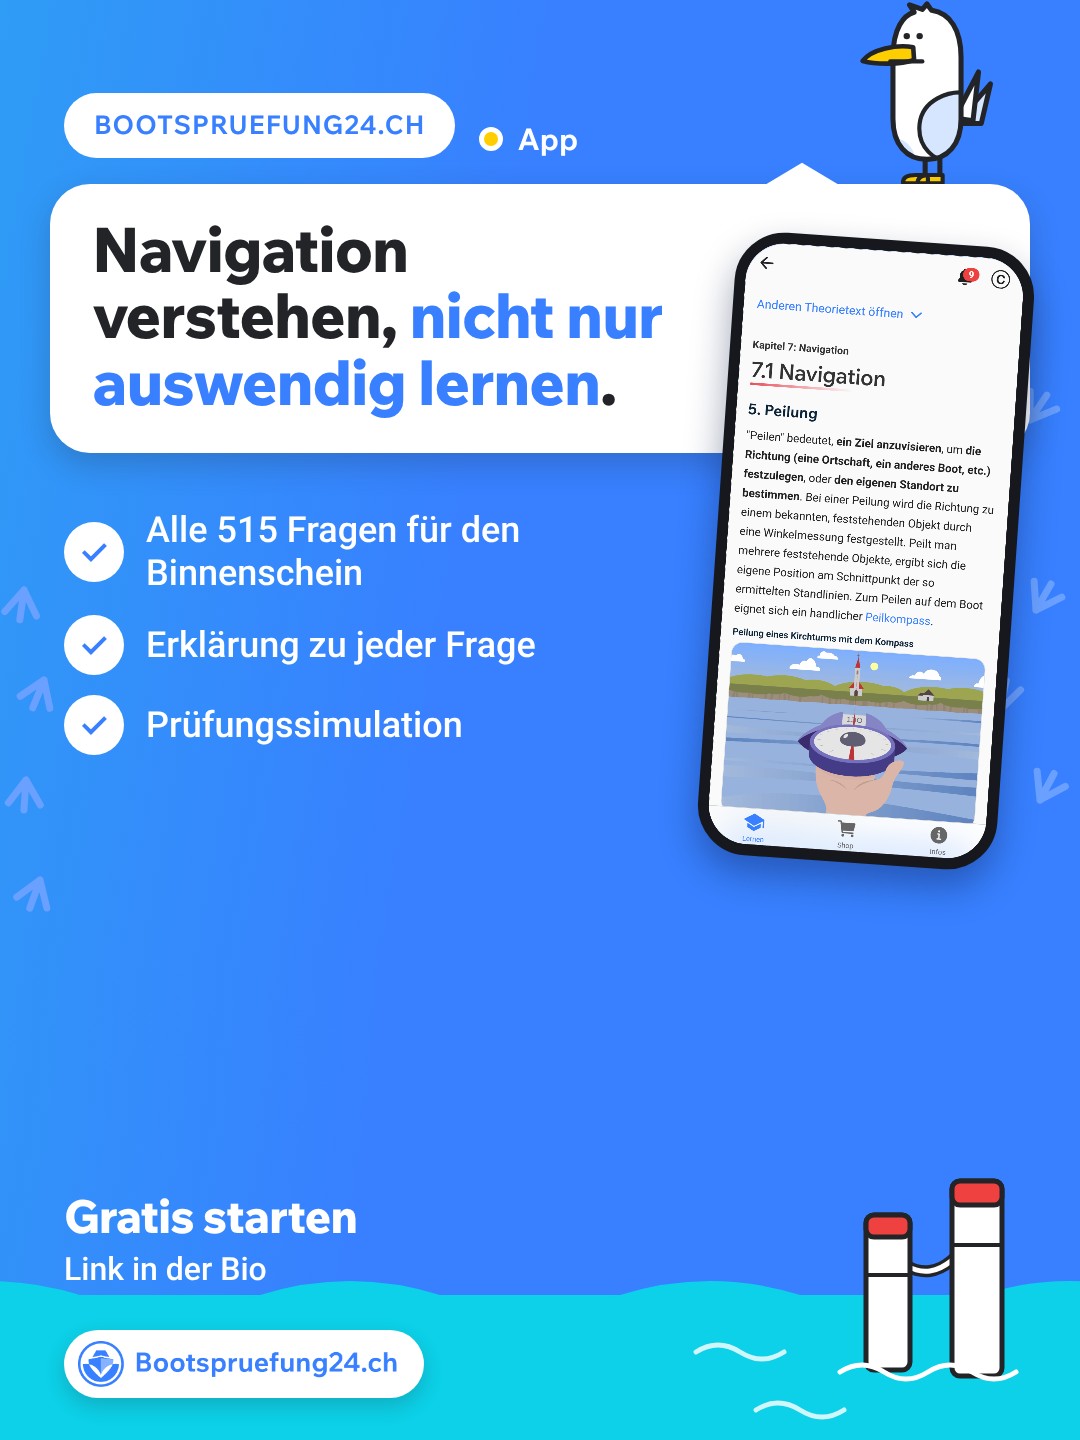 BOOTSPRUEFUNG24.CH
App
Navigation
verstehen, nicht nur
auswendig lernen.
9
C
Anderen Theorietext öffnen
Kapitel 7: Navigation
7.1 Navigation
5. Peilung
"Peilen" bedeutet, ein Ziel anzuvisieren, um die
Richtung (eine Ortschaft, ein anderes Boot, etc.)
festzulegen, oder den eigenen Standort zu
bestimmen. Bei einer Peilung wird die Richtung zu
einem bekannten, feststehenden Objekt durch
eine Winkelmessung festgestellt. Peilt man
mehrere feststehende Objekte, ergibt sich die
eigene Position am Schnittpunkt der so
ermittelten Standlinien. Zum Peilen auf dem Boot
eignet sich ein handlicher Peilkompass.
Peilung eines Kirchturms mit dem Kompass
Lernen
Shop
Infos
Alle 515 Fragen für den
Binnenschein
Erklärung zu jeder Frage
Prüfungssimulation
Gratis starten
Link in der Bio
Bootspruefung24.ch